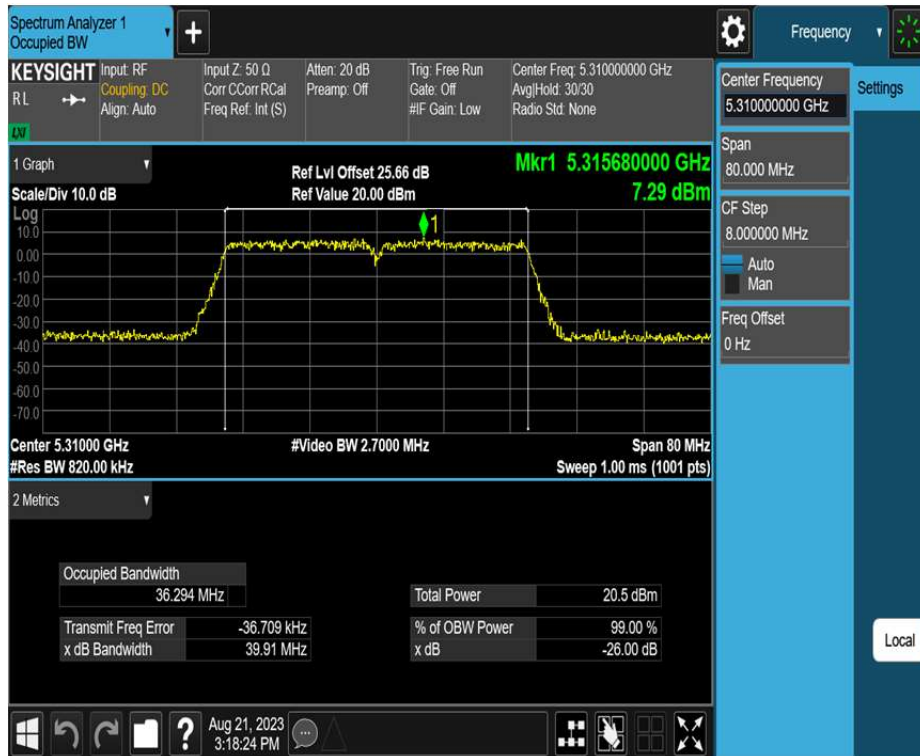 Spectrum Analyzer 1
Occupied BW
+
Frequency
KEYSIGHT
R L
LXI
Input: RF
Coupling: DC
Align: Auto
Input Z: 50 Ω
Corr CCorr RCal
Freq Ref: Int (S)
Atten: 20 dB
Preamp: Off
Trig: Free Run
Gate: Off
#IF Gain: Low
Center Freq: 5.310000000 GHz
Avg|Hold: 30/30
Radio Std: None
Center Frequency
5.310000000 GHz
Settings
Span
80.000 MHz
CF Step
8.000000 MHz
Auto
Man
Freq Offset
0 Hz
1 Graph
Scale/Div 10.0 dB
Ref Lvl Offset 25.66 dB
Ref Value 20.00 dBm
Mkr1 5.315680000 GHz
7.29 dBm
Log
10.0
0.00
-10.0
-20.0
-30.0
-40.0
-50.0
-60.0
-70.0
1
Center 5.31000 GHz
#Video BW 2.7000 MHz
Span 80 MHz
#Res BW 820.00 kHz
Sweep 1.00 ms (1001 pts)
2 Metrics
Occupied Bandwidth
36.294 MHz
Total Power 20.5 dBm
Transmit Freq Error -36.709 kHz
% of OBW Power 99.00 %
x dB Bandwidth 39.91 MHz
x dB -26.00 dB
Local
?
Aug 21, 2023
3:18:24 PM